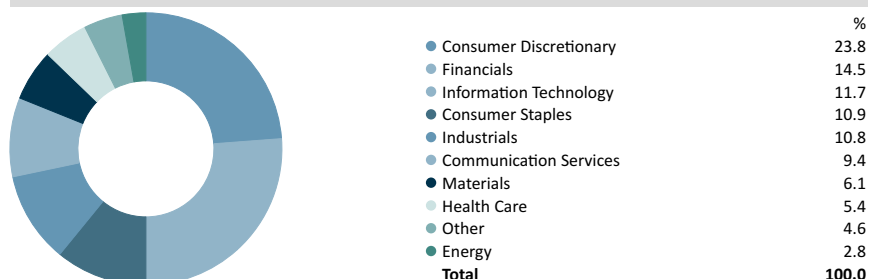 %
Consumer Discretionary 23.8
Financials 14.5
Information Technology 11.7
Consumer Staples 10.9
Industrials 10.8
Communication Services 9.4
Materials 6.1
Health Care 5.4
Other 4.6
Energy 2.8
Total 100.0